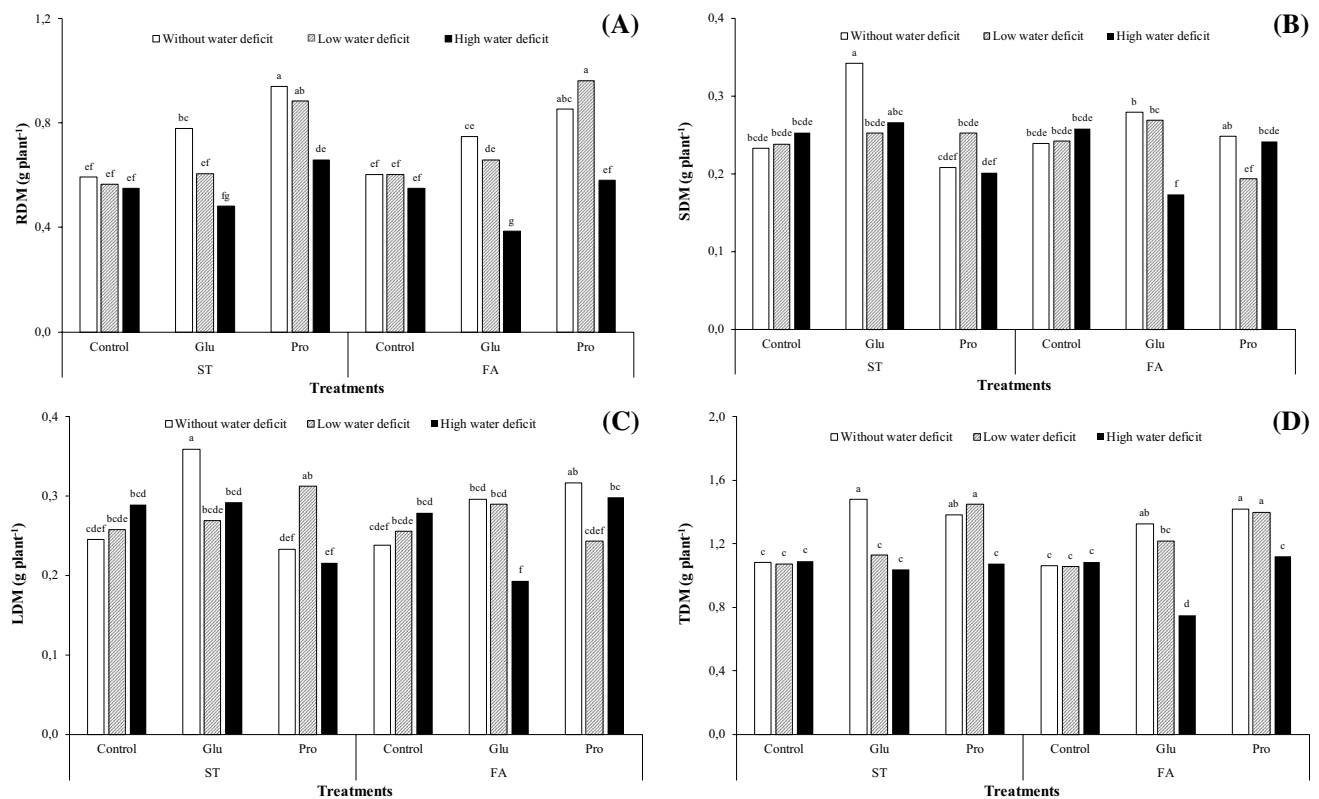 (A)
1,2
Without water deficit Low water deficit High water deficit
a
a
ab
abc
bc
ce
0,8
de
de
ef ef ef
ef
ef ef
ef
ef
fg
g
0,4
0,0
RDM (g plant-1)
Control Glu Pro Control Glu Pro
ST FA
Treatments
(B)
0,4
Without water deficit Low water deficit High water deficit
a
0,3
bcde bcde bcde
bcde abc
cdef bcde def
bcde bcde bcde
b bc f
ab ef bcde
0,2
0,1
0,0
SDM (g plant-1)
Control Glu Pro Control Glu Pro
ST FA
Treatments
(C)
0,4
Without water deficit Low water deficit High water deficit
a
0,3
cdef bcde bcd
bcde bcd
def ab ef
cdef bcde bcd
bcd bcd f
ab cdef bc
0,2
0,1
0,0
LDM (g plant-1)
Control Glu Pro Control Glu Pro
ST FA
Treatments
(D)
2,0
Without water deficit Low water deficit High water deficit
1,6
c c c
a c c
ab a c
c c c
ab bc d
a a c
1,2
0,8
0,4
0,0
TDM (g plant-1)
Control Glu Pro Control Glu Pro
ST FA
Treatments